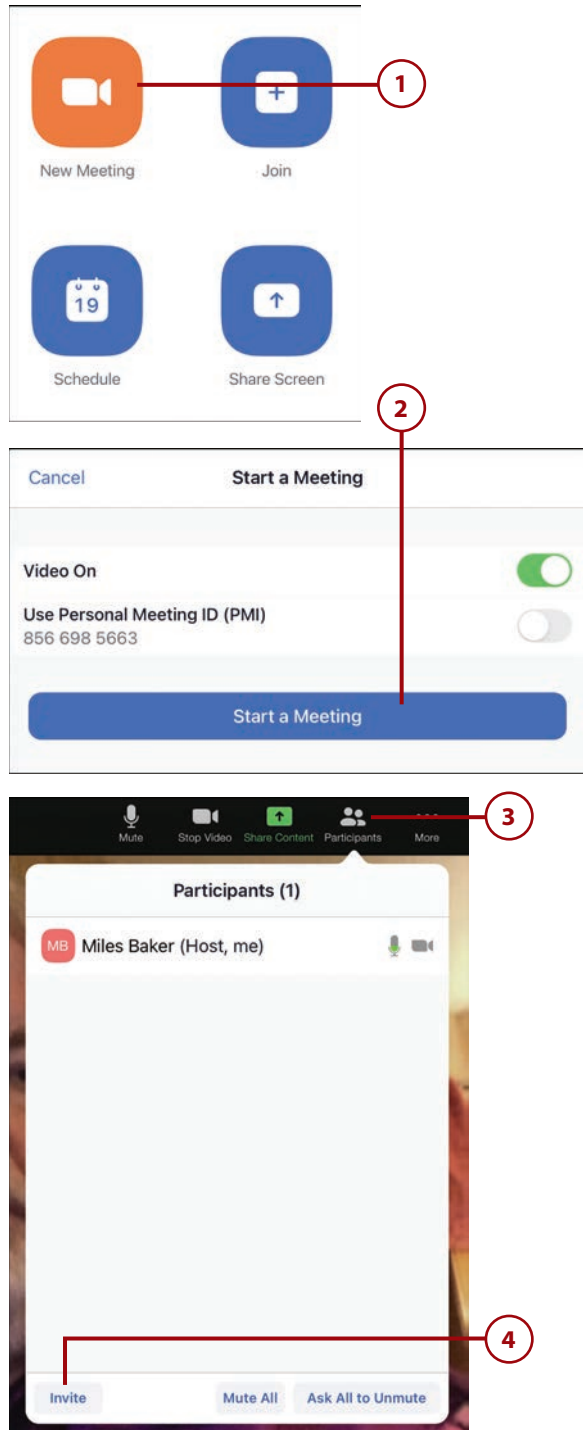 1
New Meeting Join
19
Schedule Share Screen
2
Cancel Start a Meeting
Video On
Use Personal Meeting ID (PMI)
856 698 5663
Start a Meeting
3
Mute Stop Video Share Content Participants More
Participants (1)
MB Miles Baker (Host, me)
4
Invite Mute All Ask All to Unmute